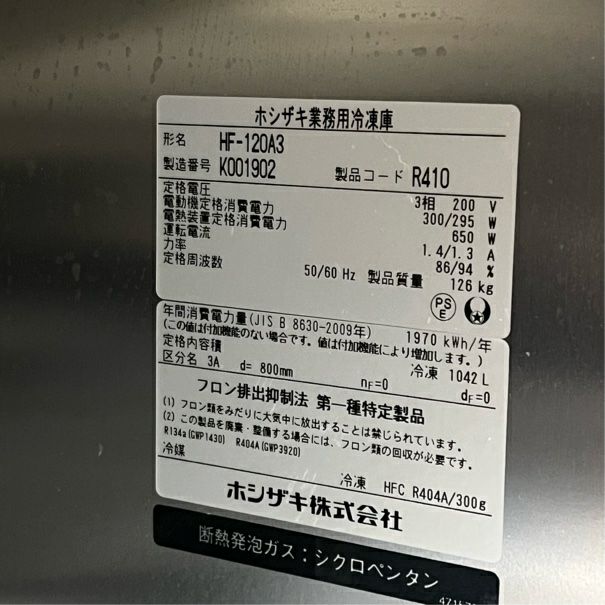 ホシザキ業務用冷凍庫
形名 HF-120A3
製造番号 K001902 製品コード R410
定格電圧 3相 200 V
電動機定格消費電力 300/295 W
電熱装置定格消費電力 650 W
運転電流 1.4/1.3 A
力率 86/94 %
定格周波数 50/60 Hz 製品質量 126 kg
PS E
年間消費電力量(JIS B 8630-2009年) 1970 kWh/年
(この値は付加機能のない場合です。値は付加機能により増加します。)
定格内容積 冷凍 1042 L
区分名 3A d= 800mm nF=0 dF=0
フロン排出抑制法 第一種特定製品
(1) フロン類をみだりに大気中に放出することは禁じられています。
(2) この製品を廃棄・整備する場合には、フロン類の回収が必要です。
R134a(GWP1430) R404A(GWP3920)
冷媒 冷凍 HFC R404A/300g
ホシザキ株式会社
断熱発泡ガス:シクロペンタン